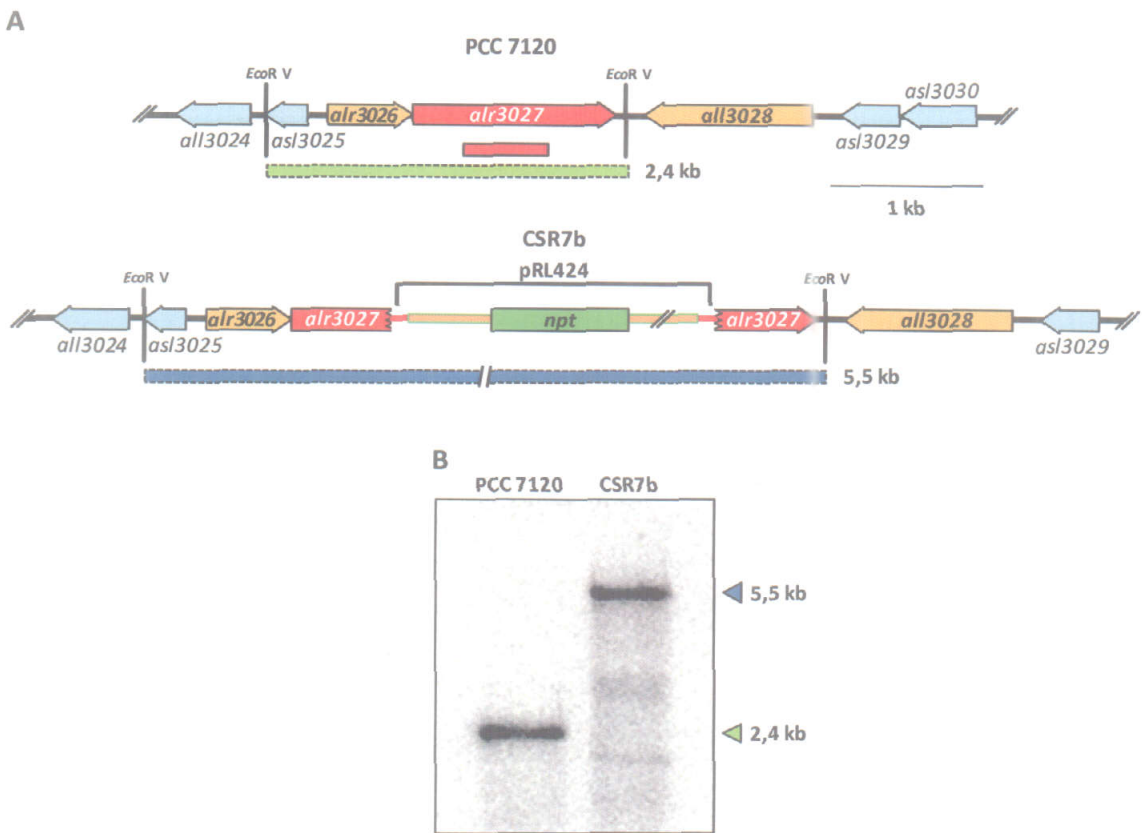 A
PCC 7120
EcoR V
EcoR V
asl3030
alr3026
alr3027
all3028
all3024
asl3025
asl3029
2,4 kb
1 kb
CSR7b
pRL424
EcoR V
EcoR V
alr3026
alr3027
npt
alr3027
all3028
all3024
asl3025
asl3029
5,5 kb
B
PCC 7120
CSR7b
5,5 kb
2,4 kb